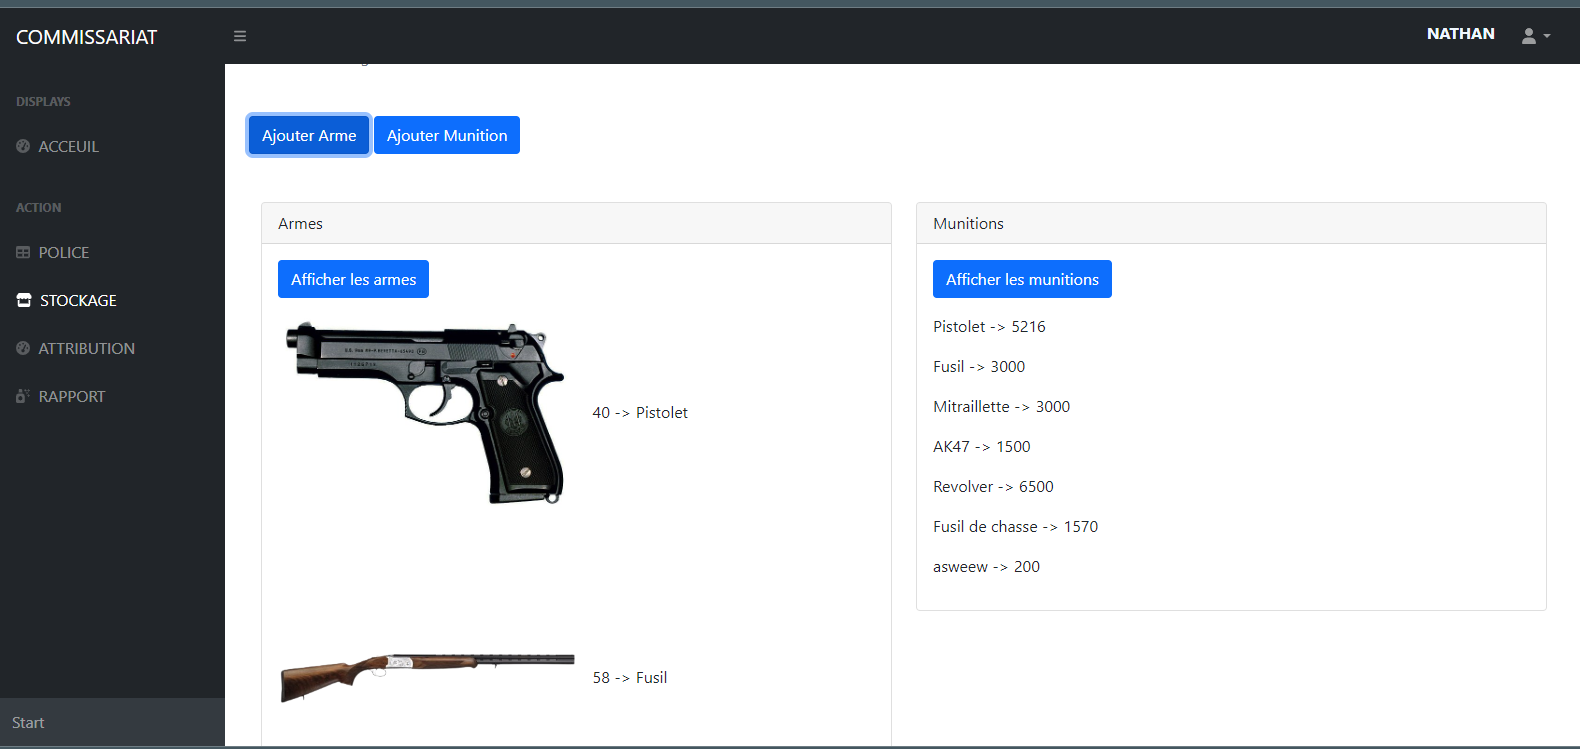 COMMISSARIAT
NATHAN
DISPLAYS
ACCEUIL
ACTION
POLICE
STOCKAGE
ATTRIBUTION
RAPPORT
Start
Ajouter Arme
Ajouter Munition
Armes
Afficher les armes
40 -> Pistolet
58 -> Fusil
Munitions
Afficher les munitions
Pistolet -> 5216
Fusil -> 3000
Mitraillette -> 3000
AK47 -> 1500
Revolver -> 6500
Fusil de chasse -> 1570
asweew -> 200